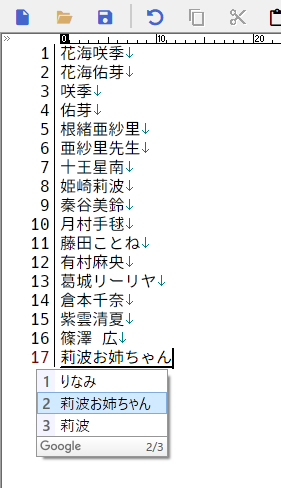 0 10 20
1 花海咲季↓
2 花海佑芽↓
3 咲季↓
4 佑芽↓
5 根緒亜紗里↓
6 亜紗里先生↓
7 十王星南↓
8 姫崎莉波↓
9 秦谷美鈴↓
10 月村手毬↓
11 藤田ことね↓
12 有村麻央↓
13 葛城リーリヤ↓
14 倉本千奈↓
15 紫雲清夏↓
16 篠澤 広↓
17 莉波お姉ちゃん
1 りなみ
2 莉波お姉ちゃん
3 莉波
Google 2/3